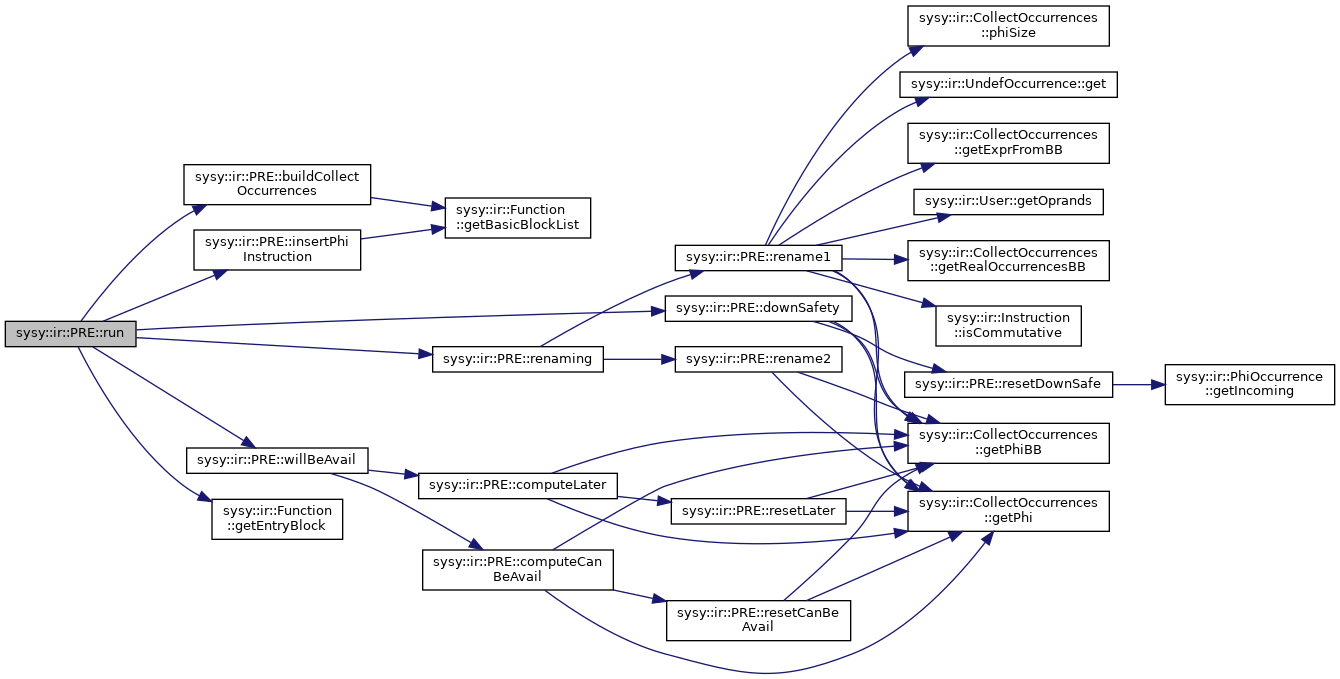 sysy::ir::PRE::run
sysy::ir::PRE::buildCollect
Occurrences
sysy::ir::PRE::insertPhi
Instruction
sysy::ir::Function
::getBasicBlockList
sysy::ir::PRE::downSafety
sysy::ir::PRE::renaming
sysy::ir::PRE::willBeAvail
sysy::ir::Function
::getEntryBlock
sysy::ir::PRE::computeLater
sysy::ir::PRE::computeCan
BeAvail
sysy::ir::PRE::rename1
sysy::ir::PRE::rename2
sysy::ir::PRE::resetLater
sysy::ir::PRE::resetCanBe
Avail
sysy::ir::CollectOccurrences
::phiSize
sysy::ir::UndefOccurrence::get
sysy::ir::CollectOccurrences
::getExprFromBB
sysy::ir::User::getOprands
sysy::ir::CollectOccurrences
::getRealOccurrencesBB
sysy::ir::Instruction
::isCommutative
sysy::ir::PRE::resetDownSafe
sysy::ir::PhiOccurrence
::getIncoming
sysy::ir::CollectOccurrences
::getPhiBB
sysy::ir::CollectOccurrences
::getPhi